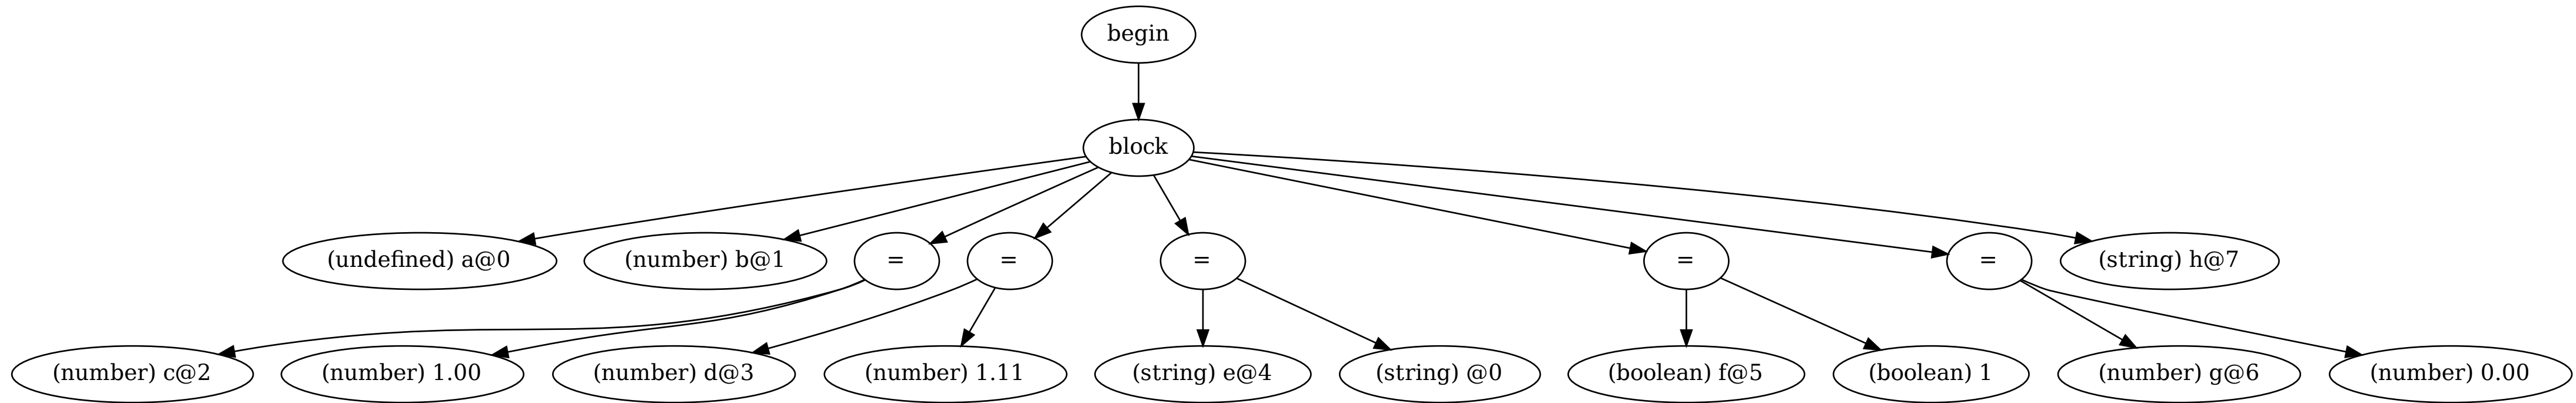 begin
block
(undefined) a@0
(number) b@1
=
=
=
=
=
(string) h@7
(number) c@2
(number) 1.00
(number) d@3
(number) 1.11
(string) e@4
(string) @0
(boolean) f@5
(boolean) 1
(number) g@6
(number) 0.00